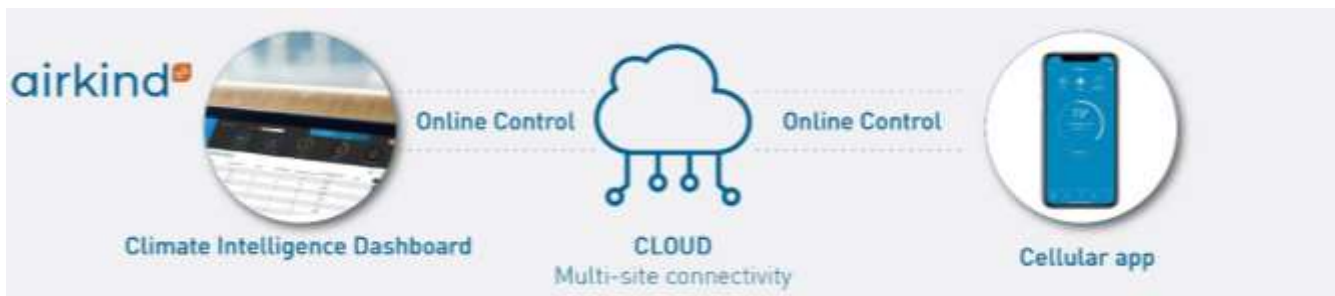 airkind
Online Control
Online Control
Climate Intelligence Dashboard
CLOUD
Multi-site connectivity
Cellular app